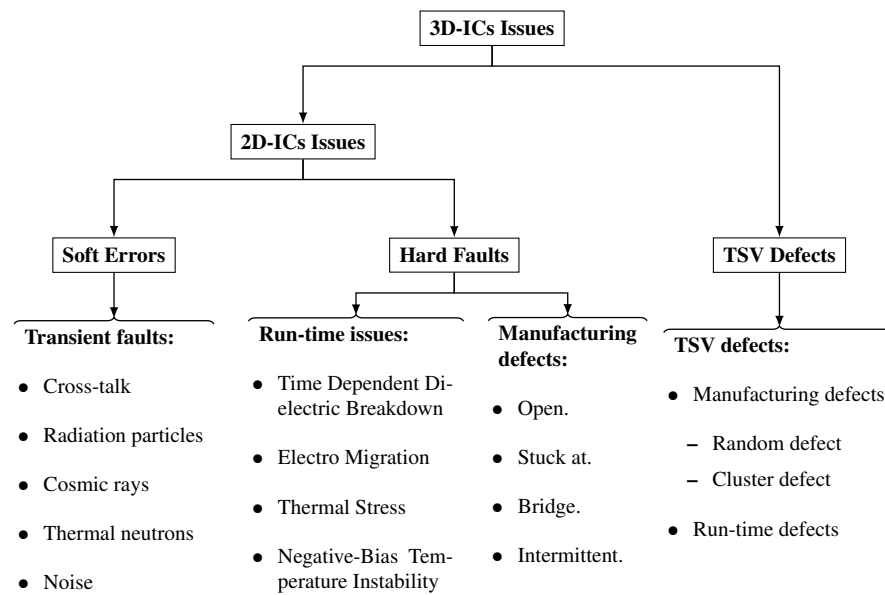 3D-ICs Issues
2D-ICs Issues
Soft Errors
Hard Faults
TSV Defects
Transient faults:
• Cross-talk
• Radiation particles
• Cosmic rays
• Thermal neutrons
• Noise
Run-time issues:
• Time Dependent Di-
electric Breakdown
• Electro Migration
• Thermal Stress
• Negative-Bias Tem-
perature Instability
Manufacturing
defects:
• Open.
• Stuck at.
• Bridge.
• Intermittent.
TSV defects:
• Manufacturing defects
– Random defect
– Cluster defect
• Run-time defects